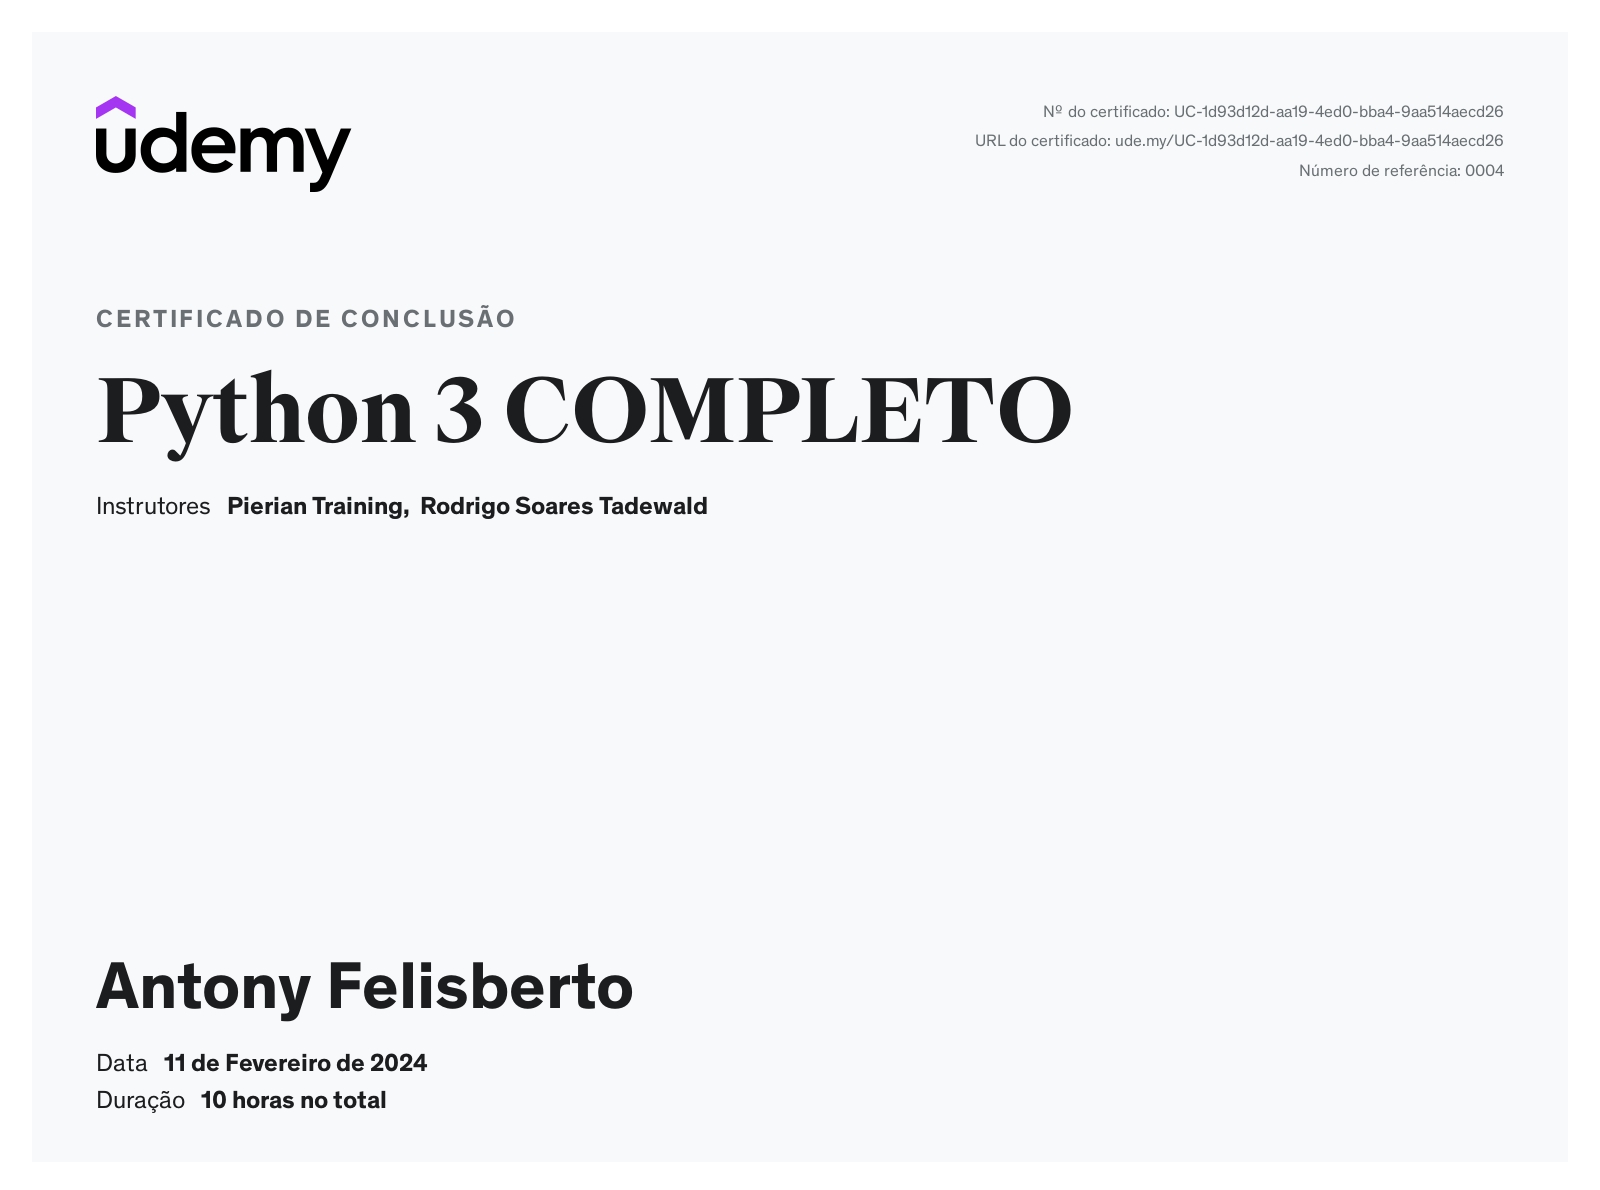 udemy
Nº do certificado: UC-1d93d12d-aa19-4ed0-bba4-9aa514aecd26
URL do certificado: ude.my/UC-1d93d12d-aa19-4ed0-bba4-9aa514aecd26
Número de referência: 0004
CERTIFICADO DE CONCLUSÃO
Python 3 COMPLETO
Instrutores Pierian Training, Rodrigo Soares Tadewald
Antony Felisberto
Data 11 de Fevereiro de 2024
Duração 10 horas no total